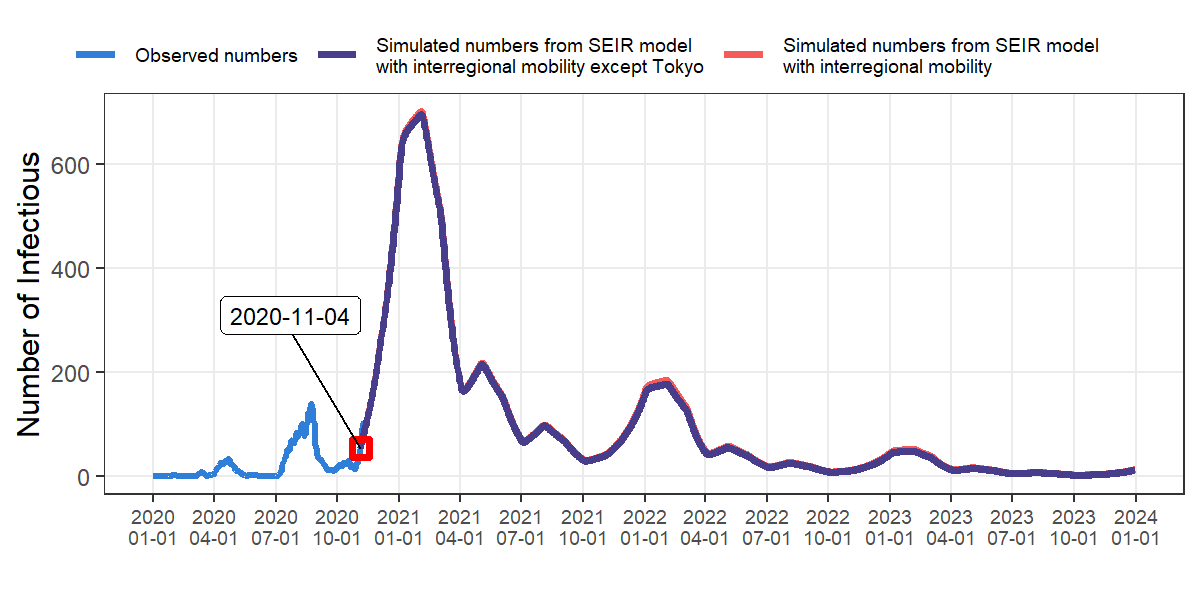 Observed numbers
Simulated numbers from SEIR model
with interregional mobility except Tokyo
Simulated numbers from SEIR model
with interregional mobility
Number of Infectious
600
400
200
0
2020-11-04
2020 2020 2020 2020 2021 2021 2021 2021 2022 2022 2022 2022 2023 2023 2023 2023 2024
01-01 04-01 07-01 10-01 01-01 04-01 07-01 10-01 01-01 04-01 07-01 10-01 01-01 04-01 07-01 10-01 01-01